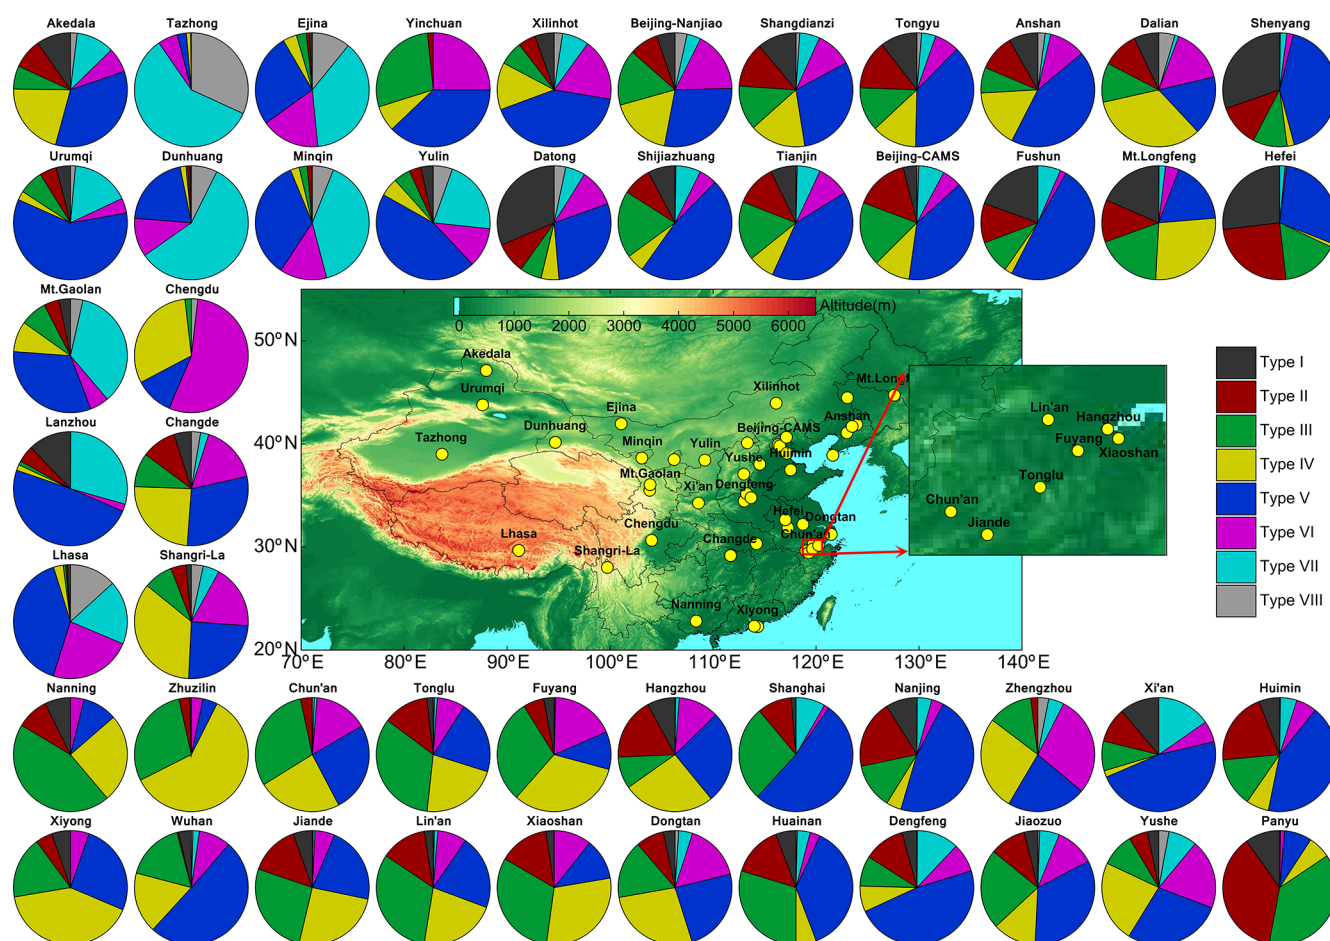 Akedala Tazhong Ejina Yinchuan Xilinhot Beijing-Nanjiao Shangdianzi Tongyu Anshan Dalian Shenyang
Urumqi Dunhuang Minqin Yulin Datong Shijiazhuang Tianjin Beijing-CAMS Fushun Mt.Longfeng Hefei
Mt.Gaolan Chengdu
Lanzhou Changde
Lhasa Shangri-La
Altitude(m)
0 1000 2000 3000 4000 5000 6000
50°N
40°N
30°N
20°N
70°E 80°E 90°E 100°E 110°E 120°E 130°E 140°E
Akedala
Urumqi
Tazhong
Dunhuang
Ejina
Xilinhot
Mt.Long
Anshan
Beijing-CAMS
Minqin
Yulin
Yushe
Huimin
Mt.Gaolan
Xi'an
Dengfeng
Hefei
Dongtan
Chengdu
Changde
Chun'an
Lhasa
Shangri-La
Nanning
Xiyong
Lin'an
Hangzhou
Fuyang
Xiaoshan
Tonglu
Chun'an
Jiande
Type I
Type II
Type III
Type IV
Type V
Type VI
Type VII
Type VIII
Nanning Zhuzilin Chun'an Tonglu Fuyang Hangzhou Shanghai Nanjing Zhengzhou Xi'an Huimin
Xiyong Wuhan Jiande Lin'an Xiaoshan Dongtan Huainan Dengfeng Jiaozuo Yushe Panyu